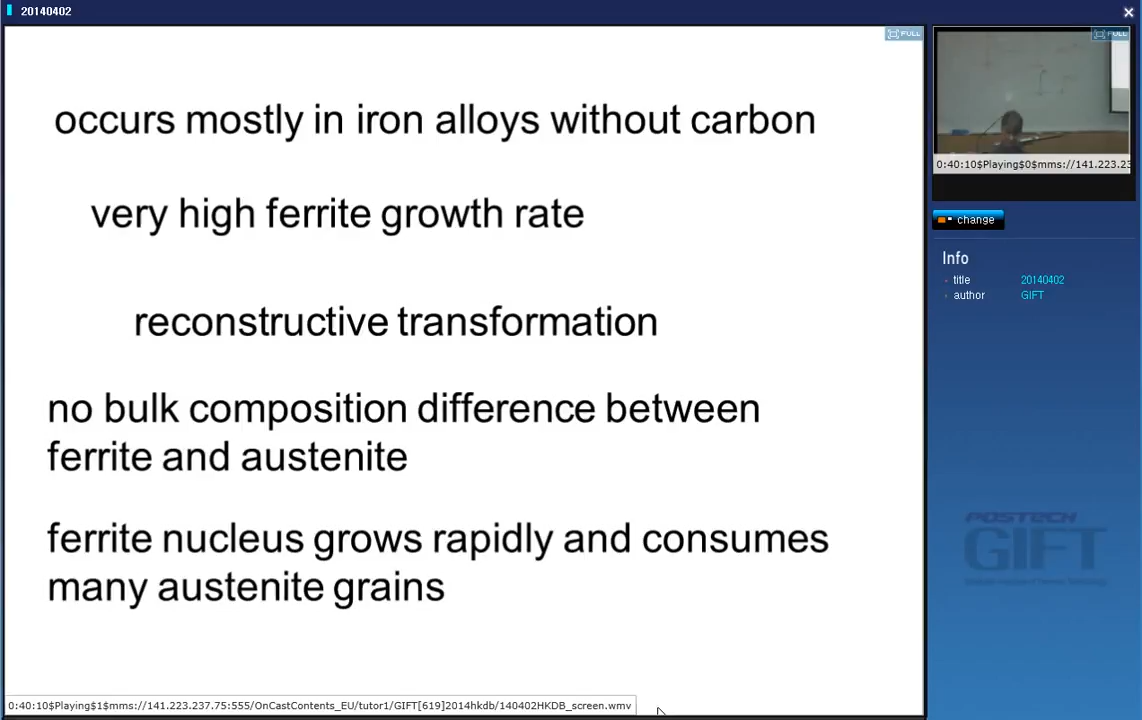 20140402
FULL
occurs mostly in iron alloys without carbon
very high ferrite growth rate
reconstructive transformation
no bulk composition difference between
ferrite and austenite
ferrite nucleus grows rapidly and consumes
many austenite grains
0:40:10$Playing$1$mms://141.223.237.75:555/OnCastContents_EU/tutor1/GIFT[619]2014hkdb/140402HKDB_screen.wmv
FULL
0:40:10$Playing$0$mms://141.223.23
change
Info
title 20140402
author GIFT
POSTECH
GIFT